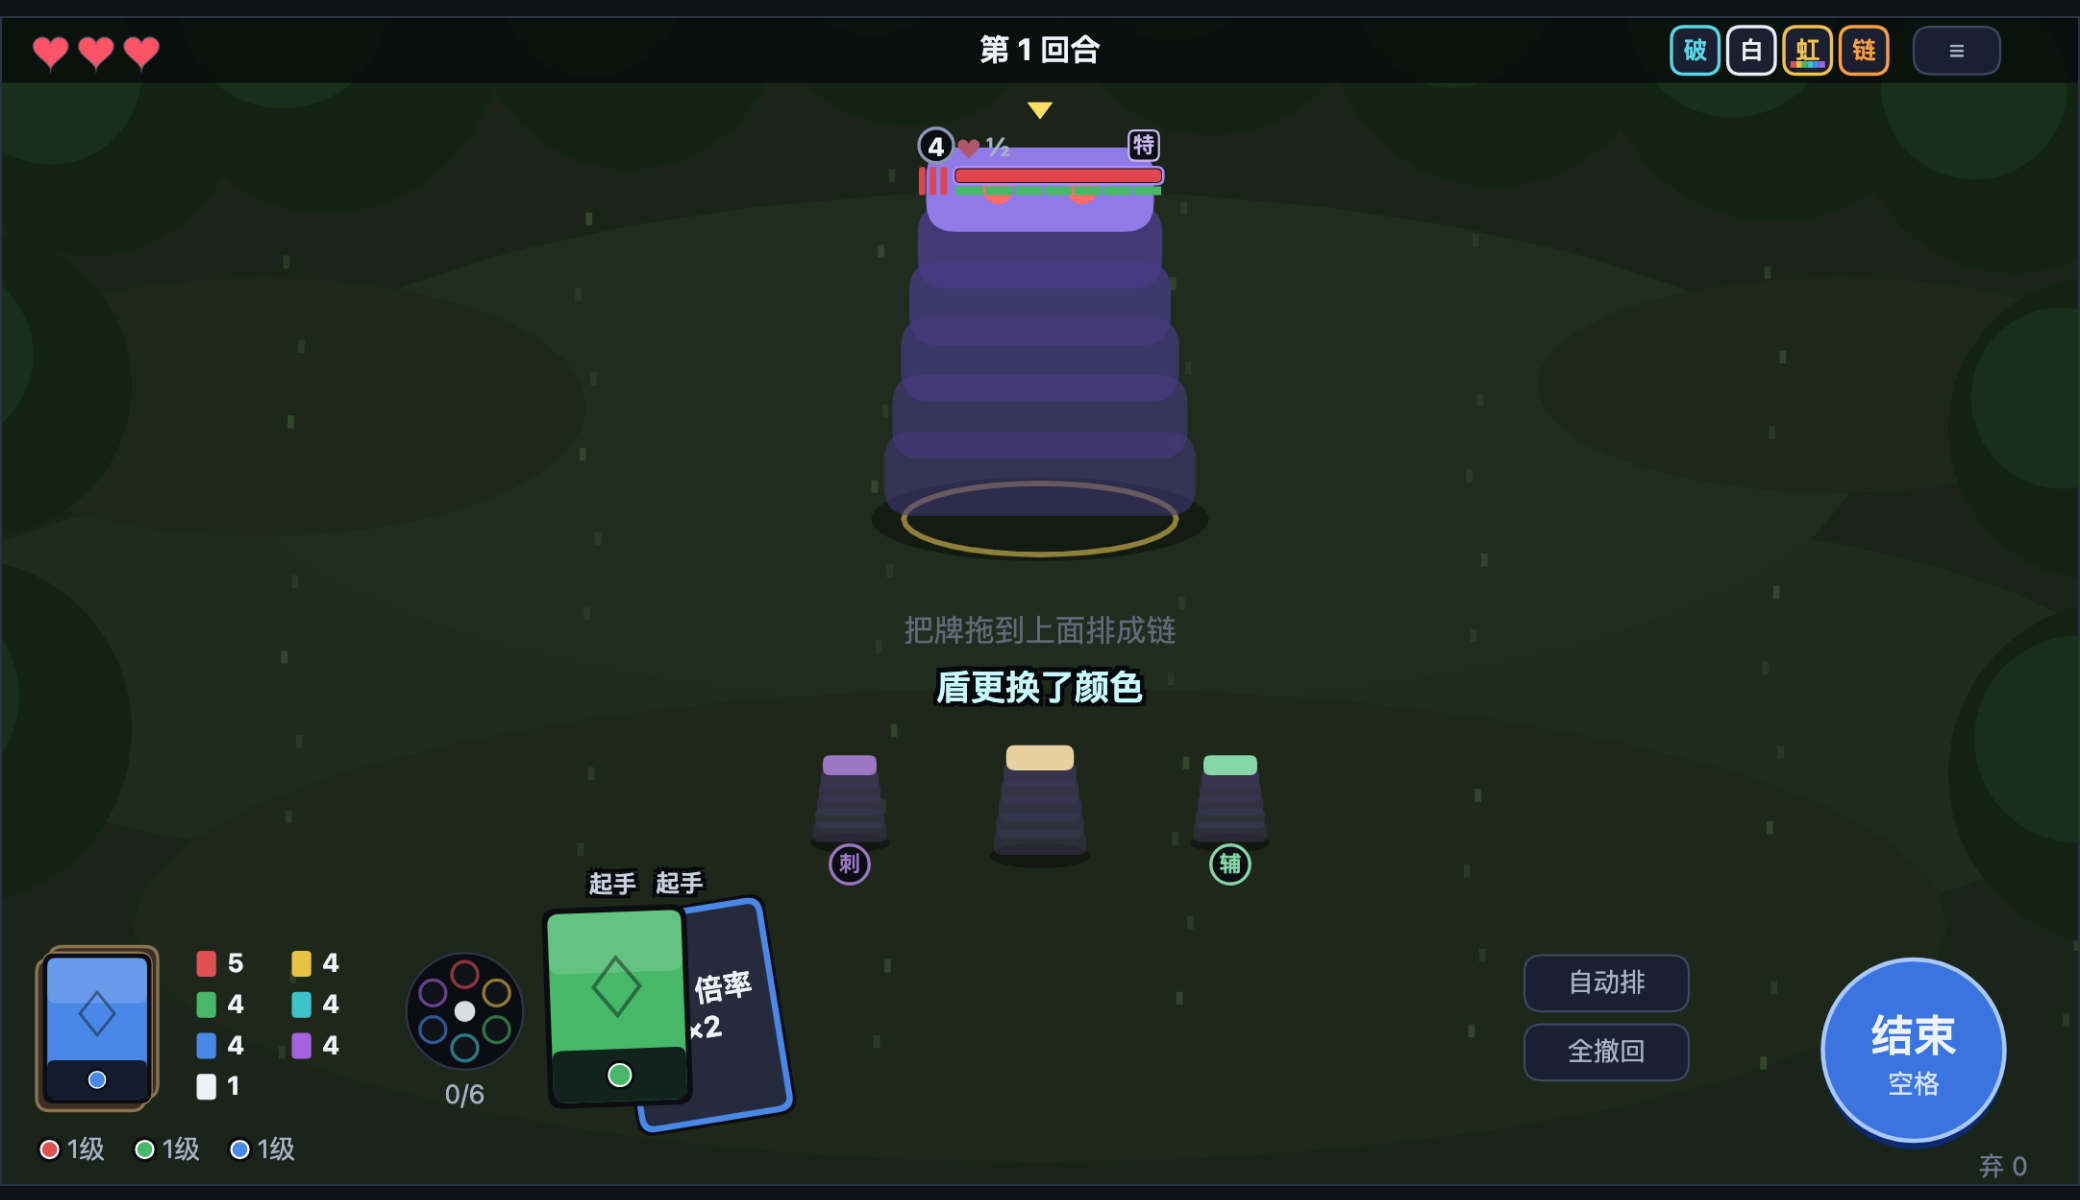 第 1 回合
破 白 虹 链 ≡
4 ½ 特
把牌拖到上面排成链
盾更换了颜色
刺 辅
起手 起手
倍率
×2
5 4
4 4
4 4
1
0/6
1级 1级 1级
自动排
全撤回
结束
空格
弃 0